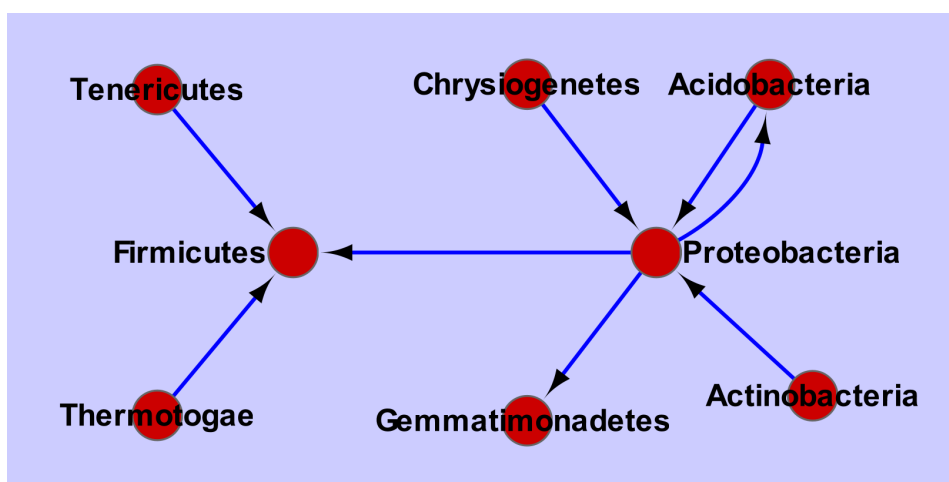 Tenericutes
Chrysiogenetes
Acidobacteria
Firmicutes
Proteobacteria
Thermotogae
Gemmatimonadetes
Actinobacteria